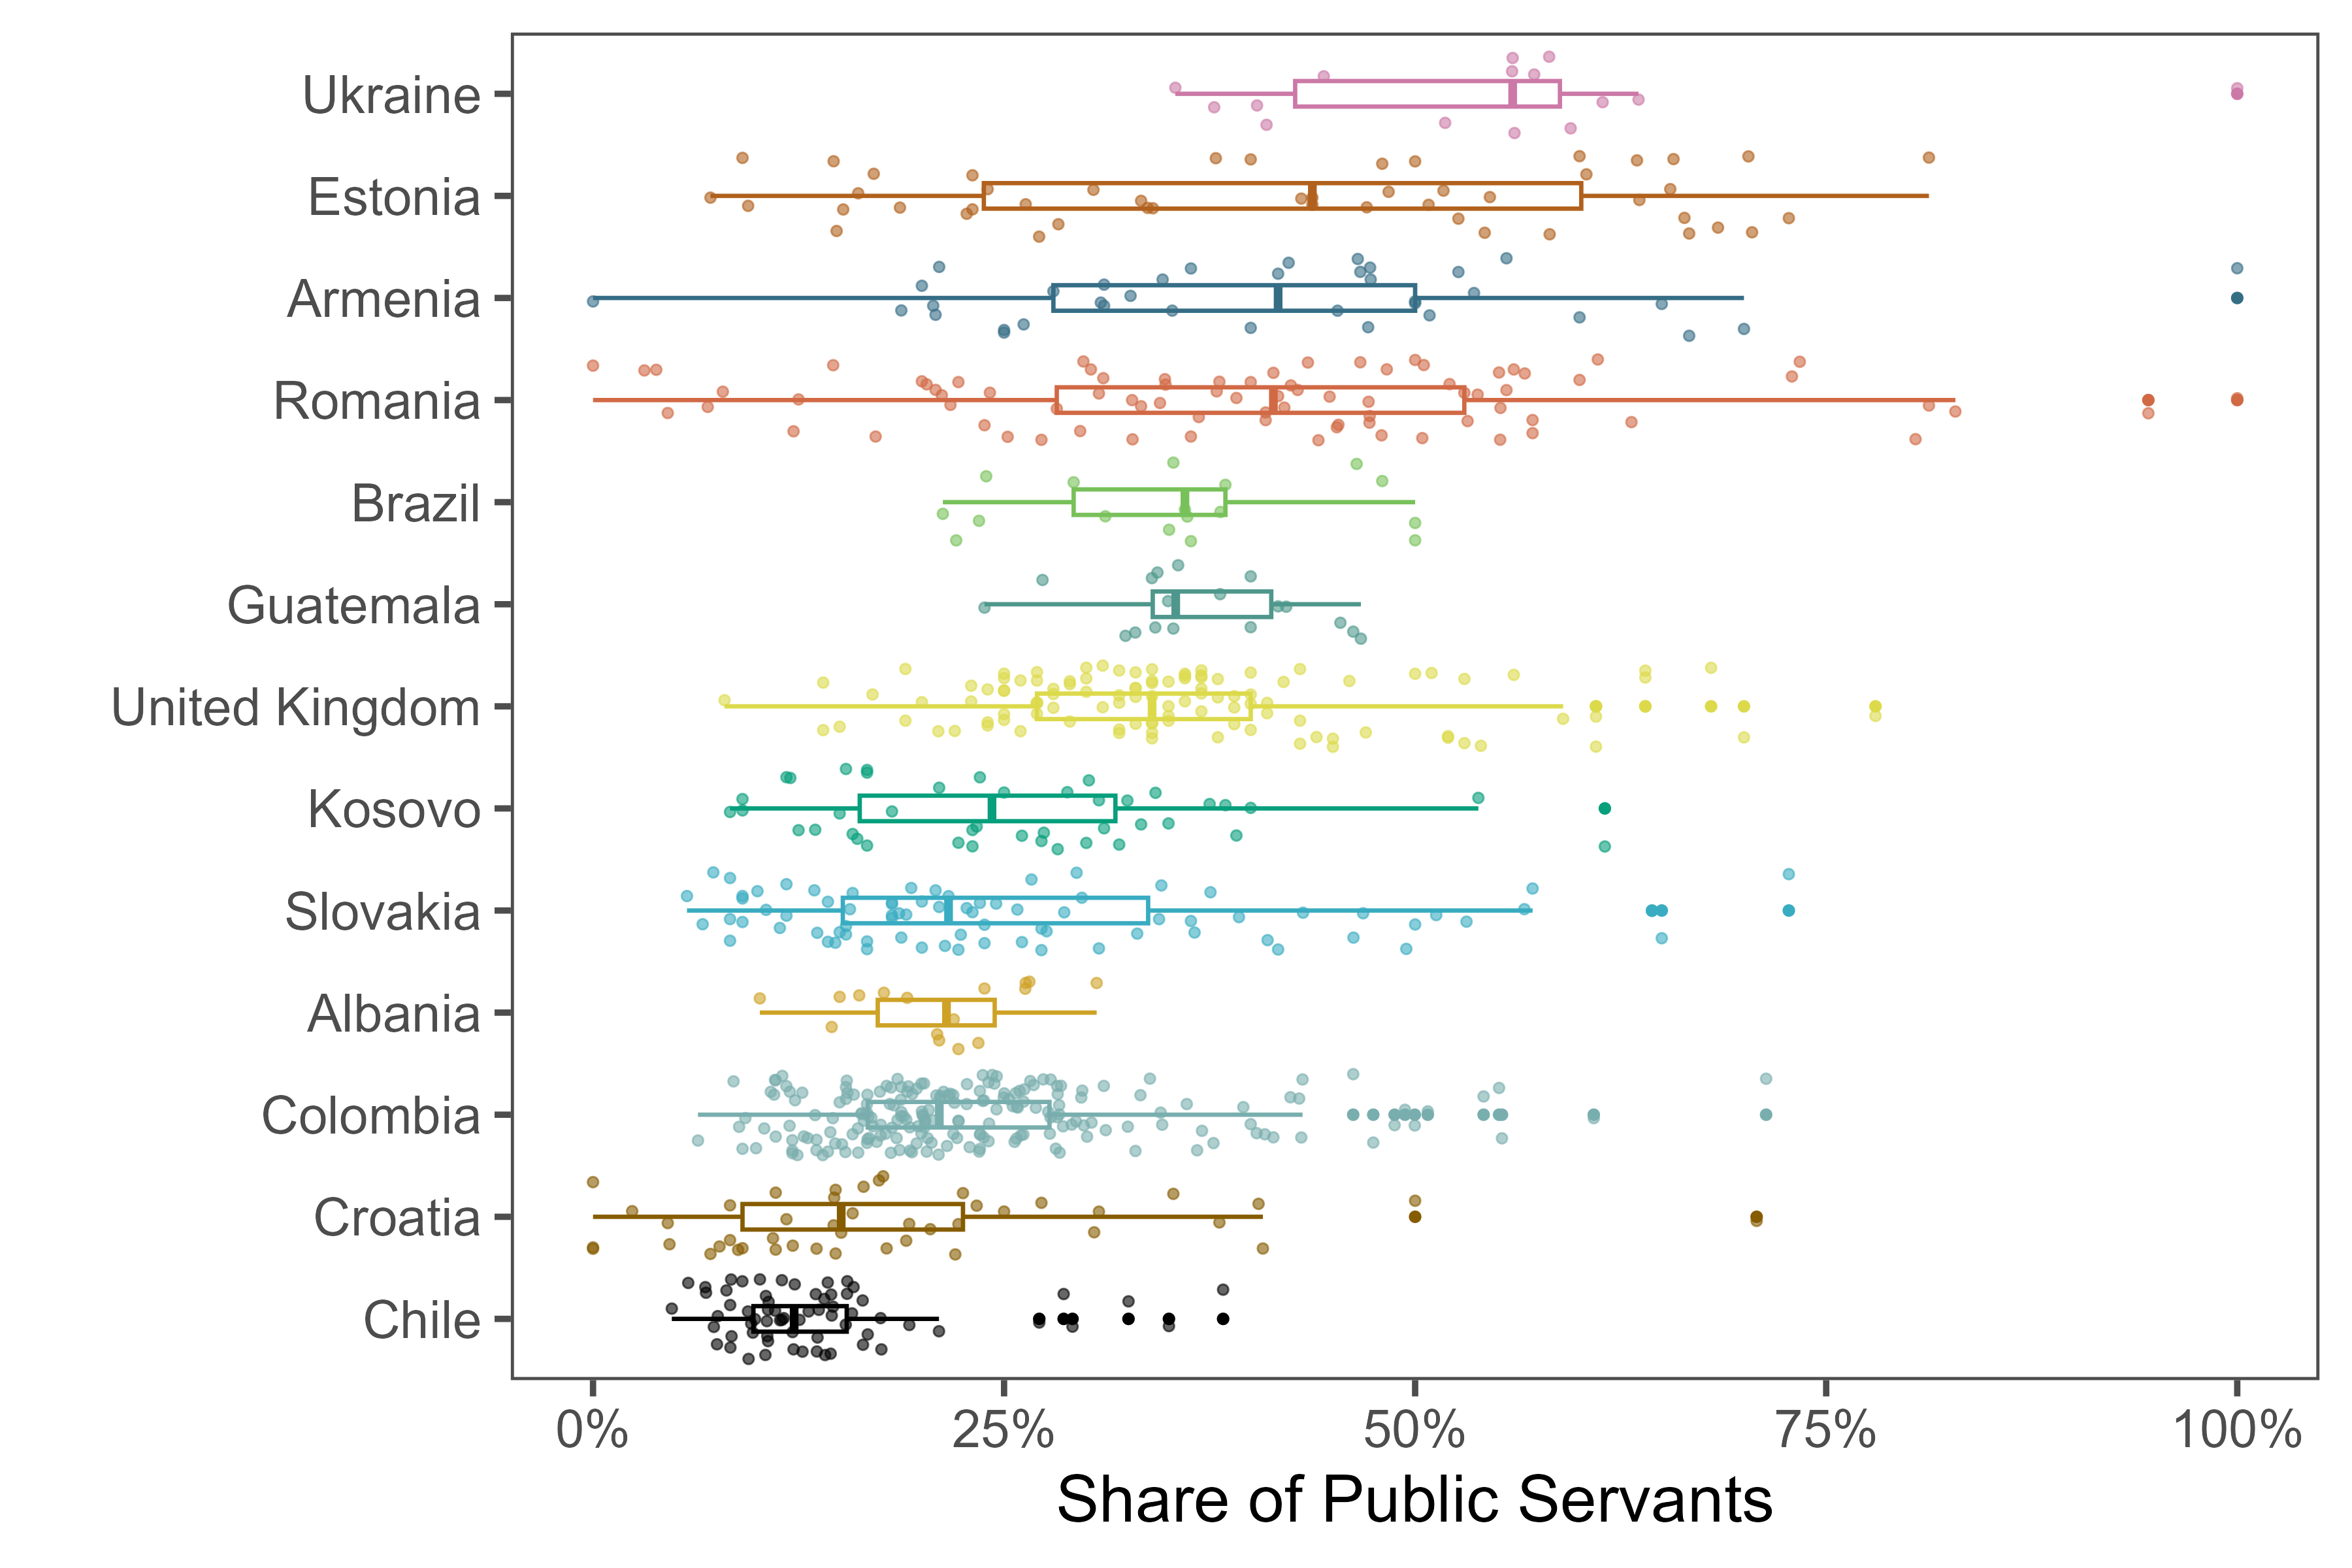 Ukraine
Estonia
Armenia
Romania
Brazil
Guatemala
United Kingdom
Kosovo
Slovakia
Albania
Colombia
Croatia
Chile
0% 25% 50% 75% 100%
Share of Public Servants